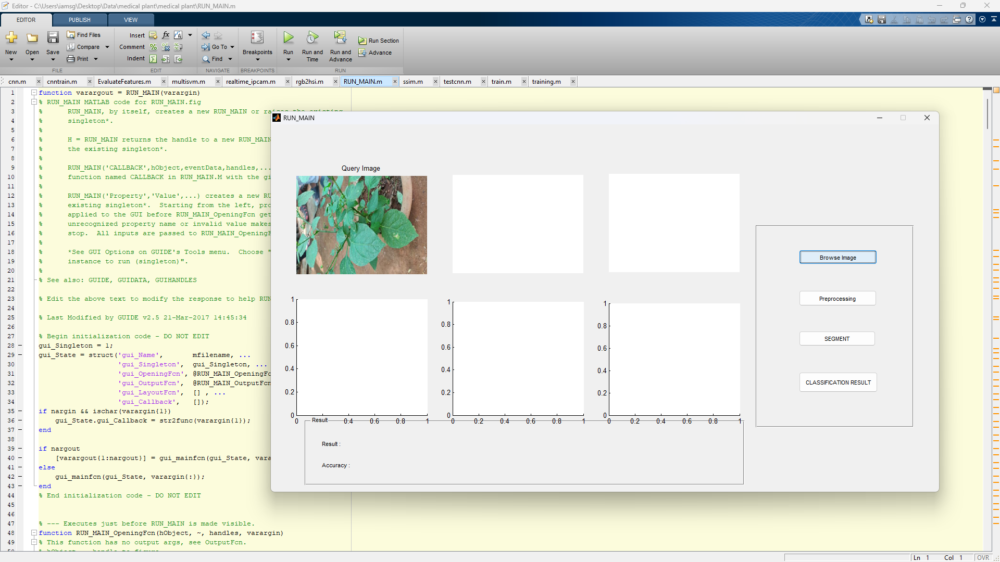 Editor - C:\Users\iamsg\Desktop\Data\medical plant\medical plant\RUN_MAIN.m
EDITOR PUBLISH VIEW
New Open Save Find Files Compare Print
Insert Comment Indent
Go To Find
Breakpoints
Run Run and Time Run and Advance Run Section Advance
FILE EDIT NAVIGATE BREAKPOINTS RUN
cnn.m cnntrain.m EvaluateFeatures.m multisvm.m realtime_ipcam.m rgb2hsi.m RUN_MAIN.m ssim.m testcnn.m train.m training.m
1 function varargout = RUN_MAIN(varargin)
2 % RUN_MAIN MATLAB code for RUN_MAIN.fig
3 % RUN_MAIN, by itself, creates a new RUN_MAIN or raises the existing
4 % singleton*.
5 %
6 % H = RUN_MAIN returns the handle to a new RUN_MAIN
7 % the existing singleton*.
8 %
9 % RUN_MAIN('CALLBACK',hObject,eventData,handles,...
10 % function named CALLBACK in RUN_MAIN.M with the gi
11 %
12 % RUN_MAIN('Property','Value',...) creates a new RU
13 % existing singleton*. Starting from the left, pro
14 % applied to the GUI before RUN_MAIN_OpeningFcn get
15 % unrecognized property name or invalid value makes
16 % stop. All inputs are passed to RUN_MAIN_OpeningF
17 %
18 % *See GUI Options on GUIDE's Tools menu. Choose "
19 % instance to run (singleton)".
20 %
21 % See also: GUIDE, GUIDATA, GUIHANDLES
22
23 % Edit the above text to modify the response to help RUN
24
25 % Last Modified by GUIDE v2.5 21-Mar-2017 14:45:34
26
27 % Begin initialization code - DO NOT EDIT
28 gui_Singleton = 1;
29 gui_State = struct('gui_Name', mfilename, ...
30 'gui_Singleton', gui_Singleton, ...
31 'gui_OpeningFcn', @RUN_MAIN_OpeningFc
32 'gui_OutputFcn', @RUN_MAIN_OutputFcn
33 'gui_LayoutFcn', [] , ...
34 'gui_Callback', []);
35 if nargin && ischar(varargin{1})
36 gui_State.gui_Callback = str2func(varargin{1});
37 end
38
39 if nargout
40 [varargout{1:nargout}] = gui_mainfcn(gui_State, vara
41 else
42 gui_mainfcn(gui_State, varargin{:});
43 end
44 % End initialization code - DO NOT EDIT
45
46
47 % --- Executes just before RUN_MAIN is made visible.
48 function RUN_MAIN_OpeningFcn(hObject, ~, handles, varargin)
49 % This function has no output args, see OutputFcn.
RUN_MAIN
Query Image
1 0.8 0.6 0.4 0.2 0
0 0.4 0.6 0.8 1
1 0.8 0.6 0.4 0.2 0
0 0.2 0.4 0.6 0.8 1
1 0.8 0.6 0.4 0.2 0
0 0.2 0.4 0.6 0.8 1
Browse Image
Preprocessing
SEGMENT
CLASSIFICATION RESULT
Result
Result :
Accuracy :
Ln 1 Col 1 OVR